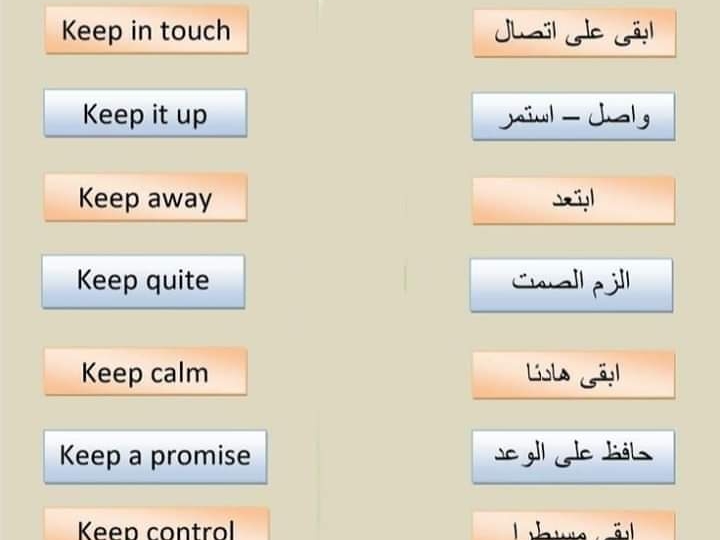 Keep in touch
ابقى على اتصال
Keep it up
واصل – استمر
Keep away
ابتعد
Keep quite
الزم الصمت
Keep calm
ابقى هادئا
Keep a promise
حافظ على الوعد
Keep control
ابقى مسيطرا